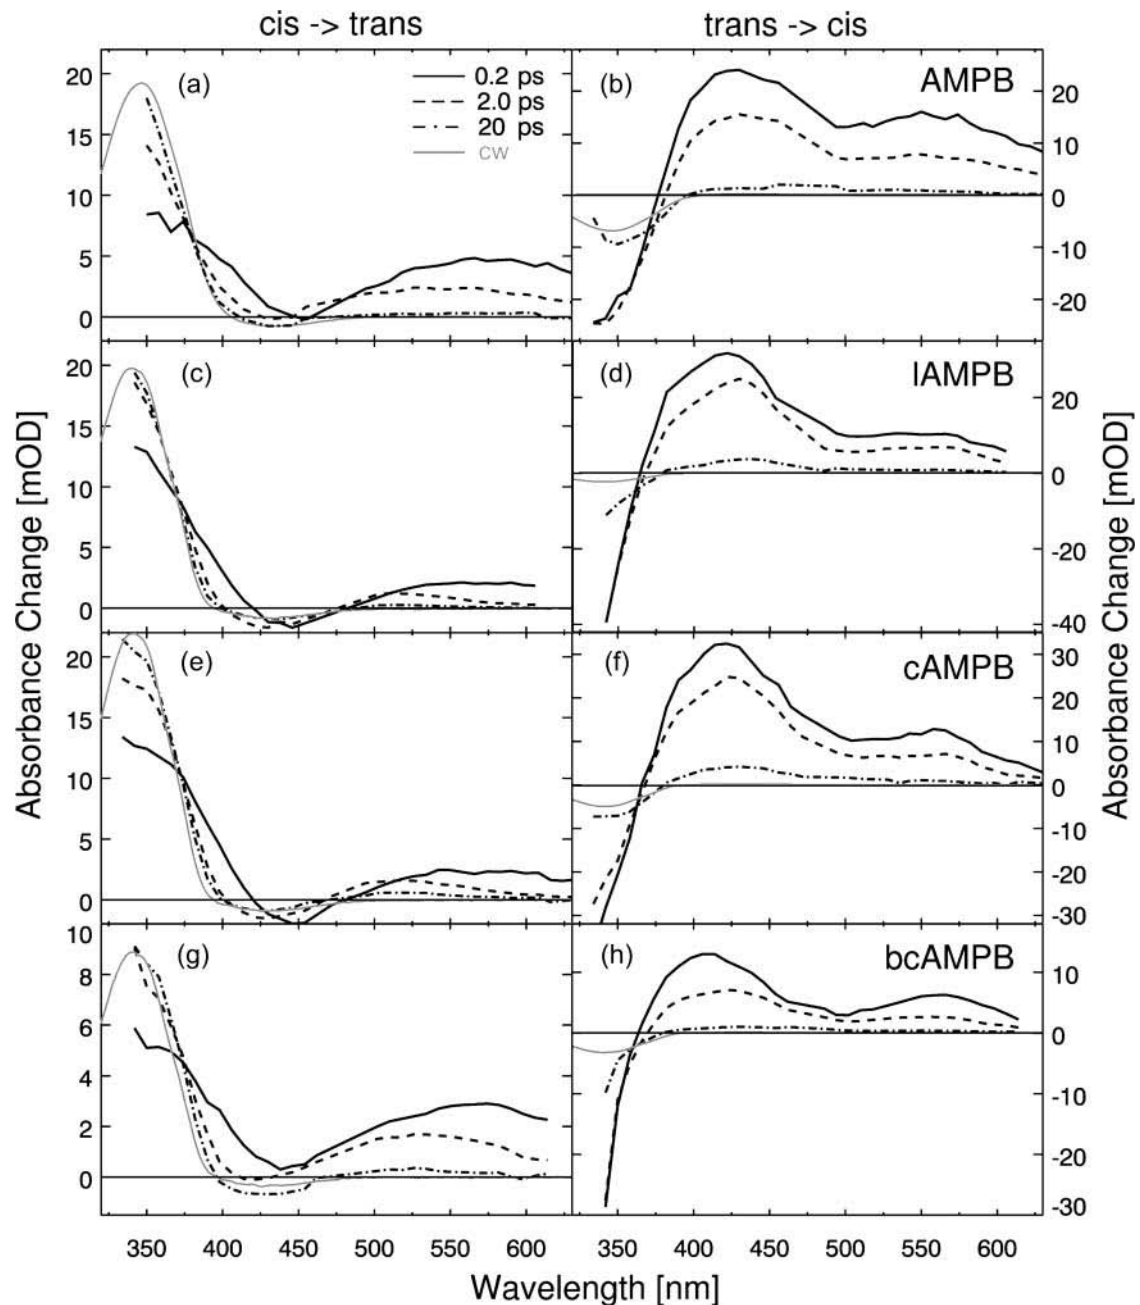 cis -> trans
trans -> cis
(a)
0.2 ps
2.0 ps
20 ps
CW
20
15
10
5
0
(b)
AMPB
20
10
0
-10
-20
(c)
20
15
10
5
0
(d)
lAMPB
20
0
-20
-40
(e)
20
15
10
5
0
(f)
cAMPB
30
20
10
0
-10
-20
-30
(g)
10
8
6
4
2
0
(h)
bcAMPB
10
0
-10
-20
-30
Absorbance Change [mOD]
Absorbance Change [mOD]
350 400 450 500 550 600
350 400 450 500 550 600
Wavelength [nm]